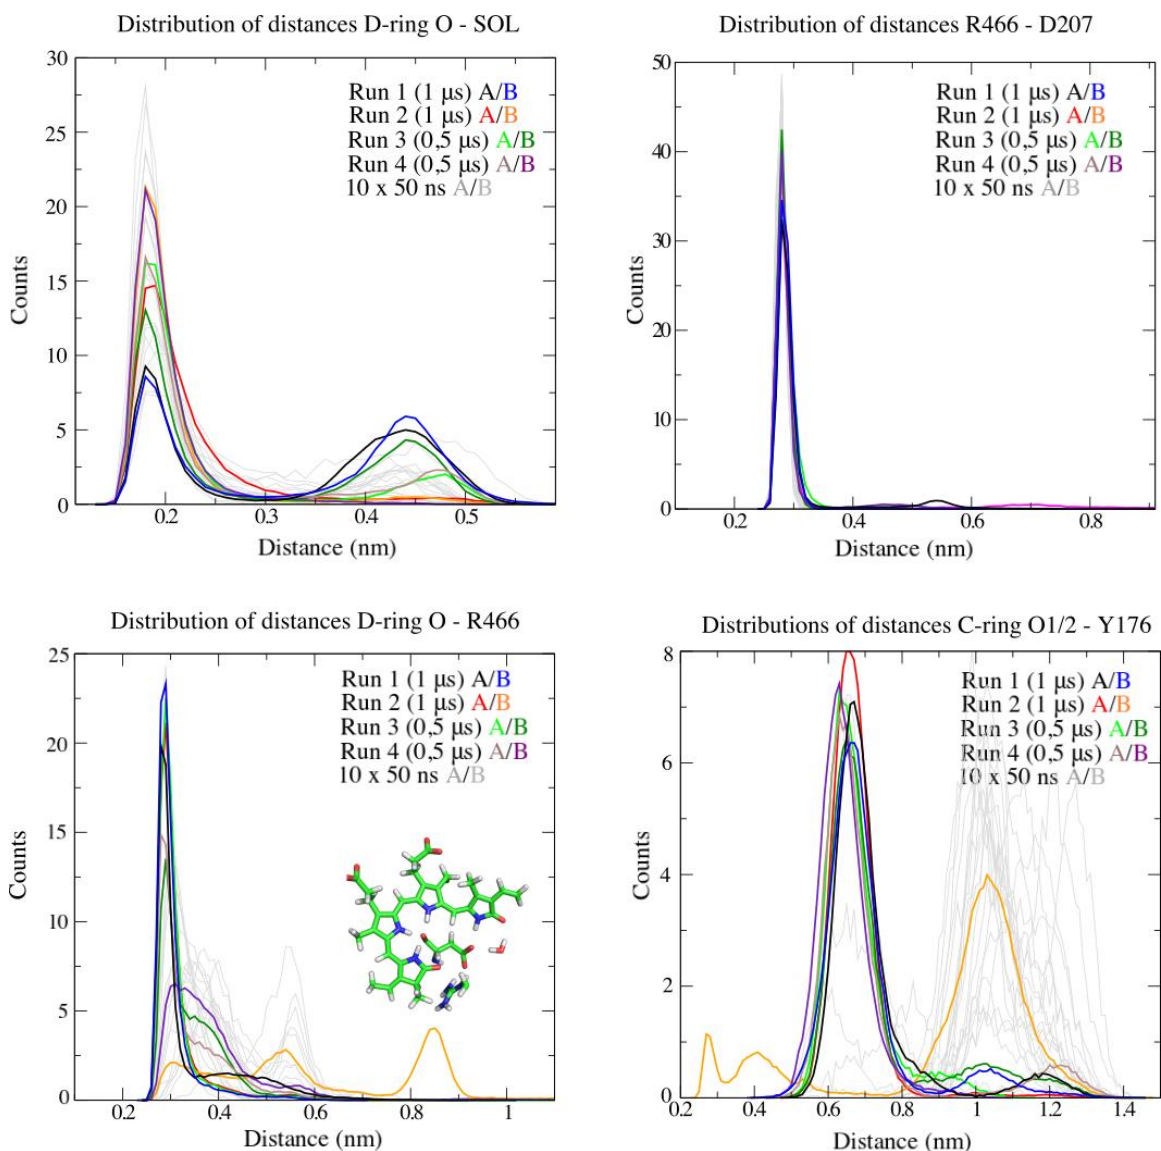 Distribution of distances D-ring O - SOL
30
25
20
15
10
5
0
Counts
Run 1 (1 μs) A/B
Run 2 (1 μs) A/B
Run 3 (0,5 μs) A/B
Run 4 (0,5 μs) A/B
10 x 50 ns A/B
0.2 0.3 0.4 0.5
Distance (nm)
Distribution of distances R466 - D207
50
40
30
20
10
0
Counts
Run 1 (1 μs) A/B
Run 2 (1 μs) A/B
Run 3 (0,5 μs) A/B
Run 4 (0,5 μs) A/B
10 x 50 ns A/B
0.2 0.4 0.6 0.8
Distance (nm)
Distribution of distances D-ring O - R466
25
20
15
10
5
0
Counts
Run 1 (1 μs) A/B
Run 2 (1 μs) A/B
Run 3 (0,5 μs) A/B
Run 4 (0,5 μs) A/B
10 x 50 ns A/B
0.2 0.4 0.6 0.8 1
Distance (nm)
Distributions of distances C-ring O1/2 - Y176
8
6
4
2
0
Counts
Run 1 (1 μs) A/B
Run 2 (1 μs) A/B
Run 3 (0,5 μs) A/B
Run 4 (0,5 μs) A/B
10 x 50 ns A/B
0.2 0.4 0.6 0.8 1 1.2 1.4
Distance (nm)